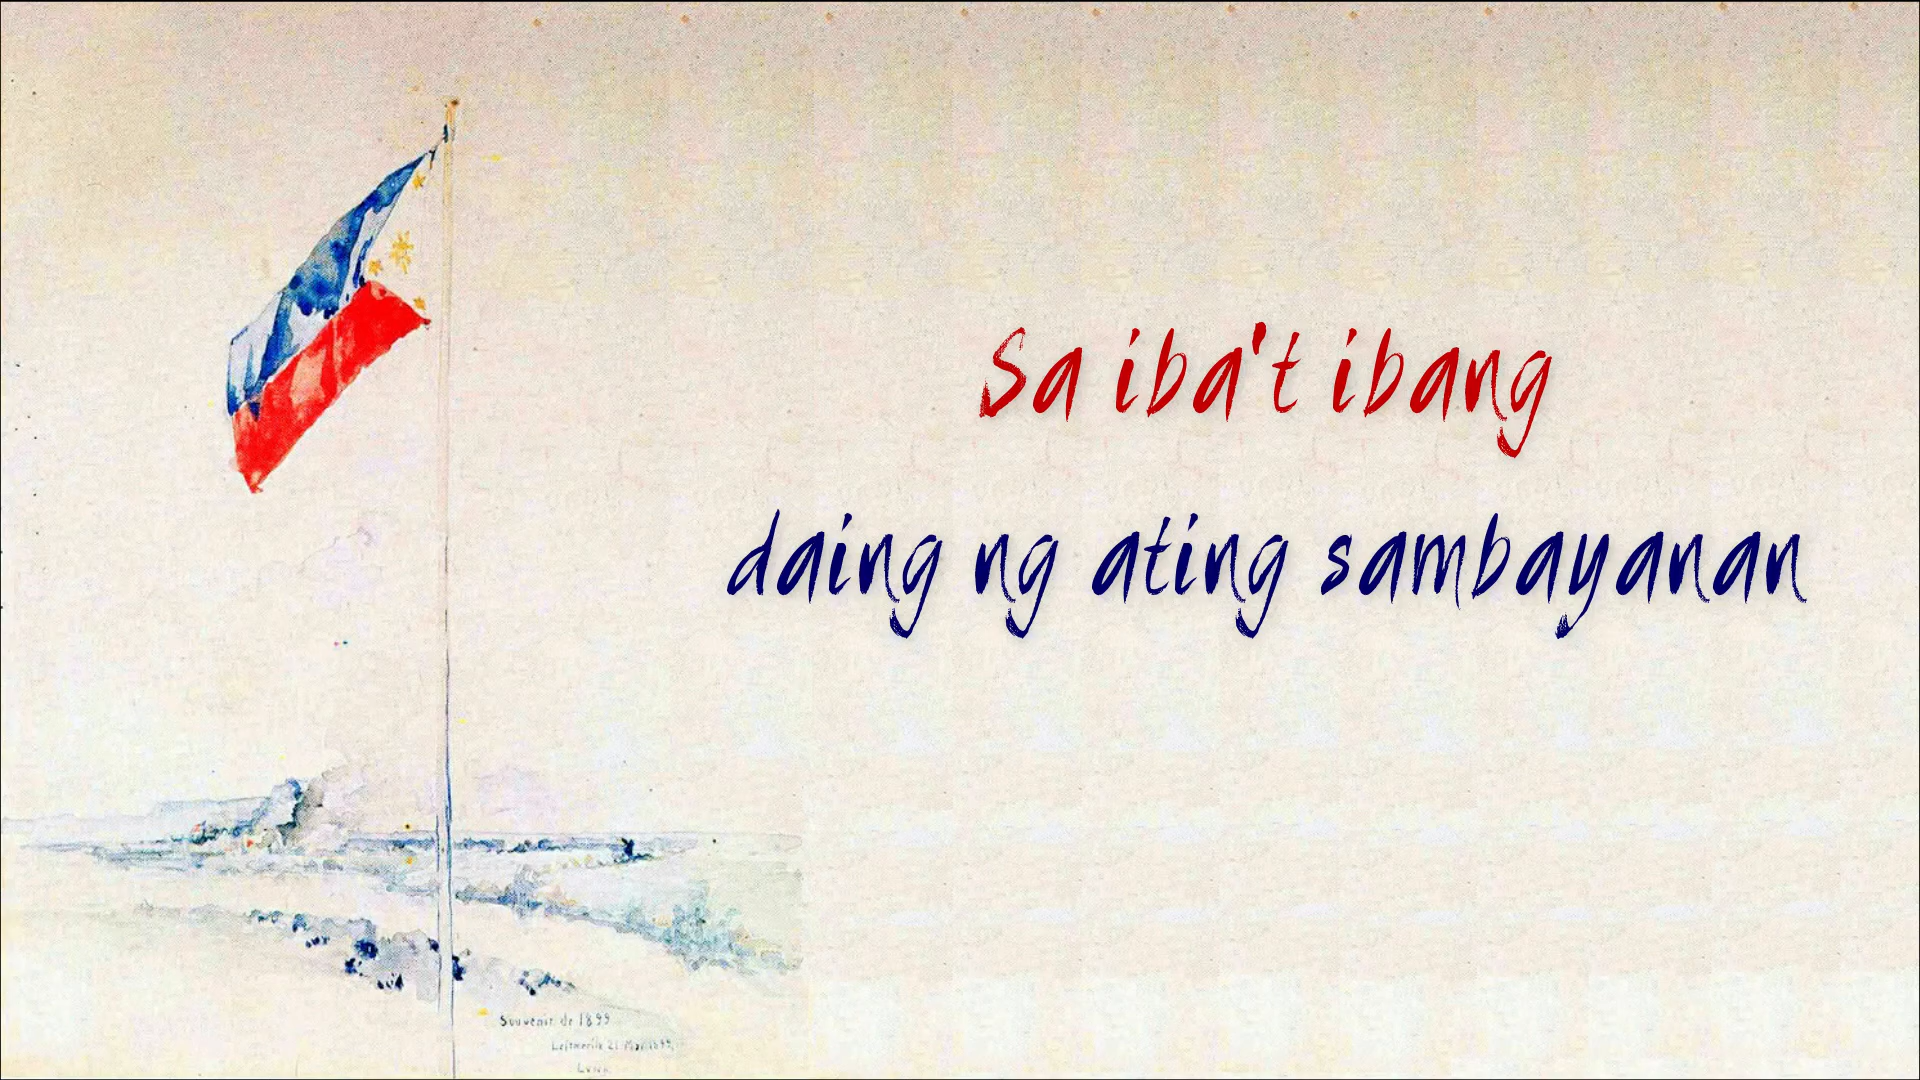 Sa iba't ibang
daing ng ating sambayanan
Souvenir de 1899